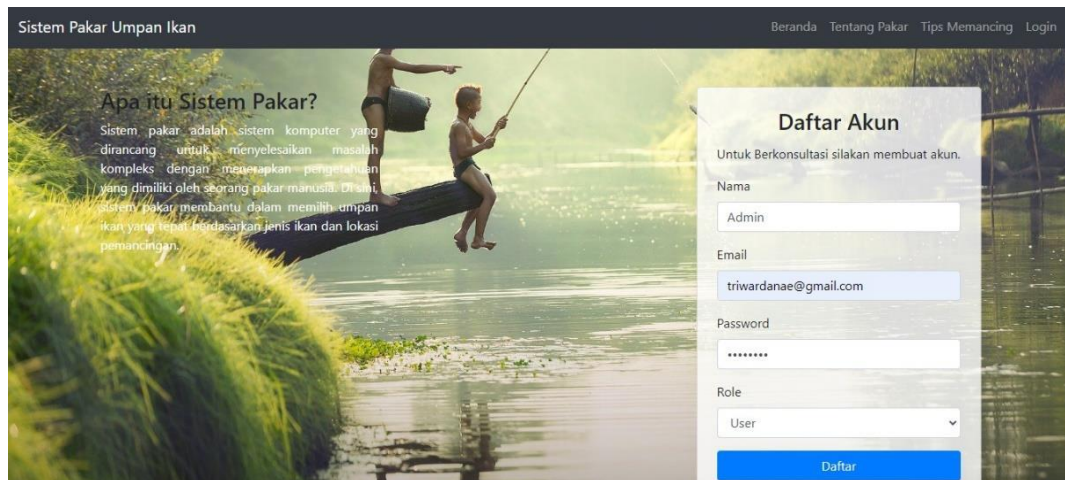 Sistem Pakar Umpan Ikan
Beranda Tentang Pakar Tips Memancing Login
Apa itu Sistem Pakar?
Sistem pakar adalah sistem komputer yang
dirancang untuk menyelesaikan masalah
kompleks dengan menerapkan pengetahuan
yang dimiliki oleh seorang pakar manusia. Di sini,
sistem pakar membantu dalam memilih umpan
ikan yang tepat berdasarkan jenis ikan dan lokasi
pemancingan.
Daftar Akun
Untuk Berkonsultasi silakan membuat akun.
Nama
Admin
Email
triwardanae@gmail.com
Password
••••••••
Role
User
Daftar